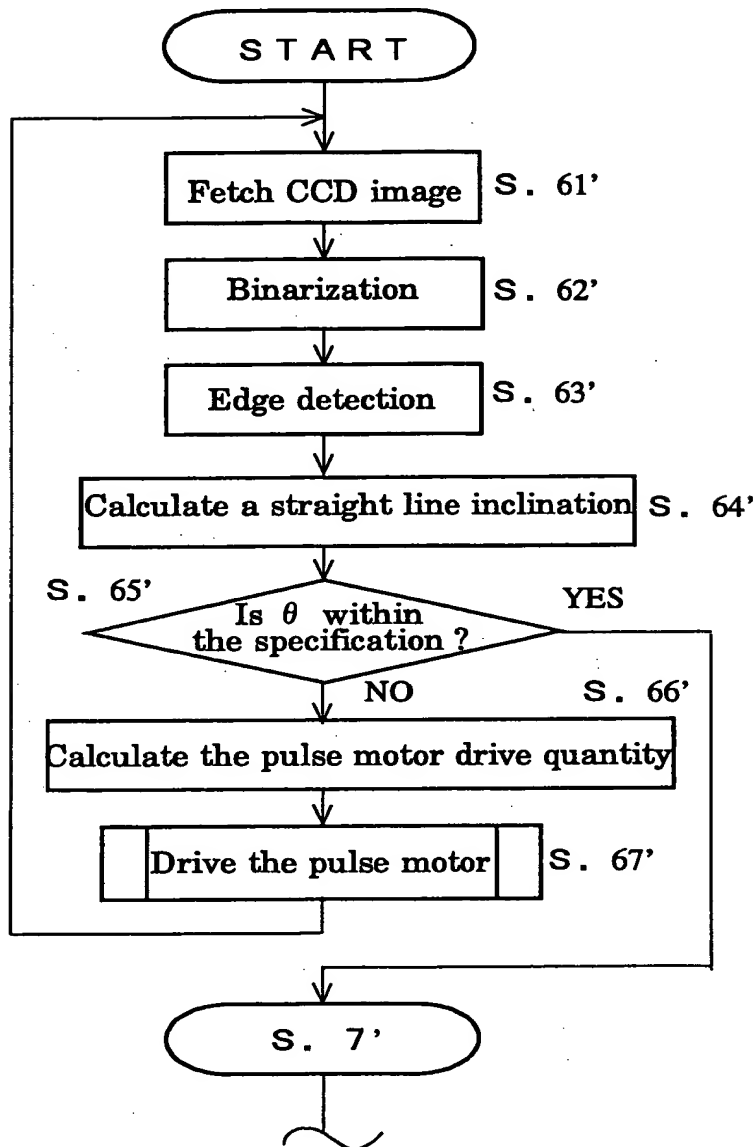 START
Fetch CCD image S. 61'
Binarization S. 62'
Edge detection S. 63'
Calculate a straight line inclination S. 64'
S. 65'
Is θ within
the specification ?
YES
NO
S. 66'
Calculate the pulse motor drive quantity
Drive the pulse motor S. 67'
S. 7'